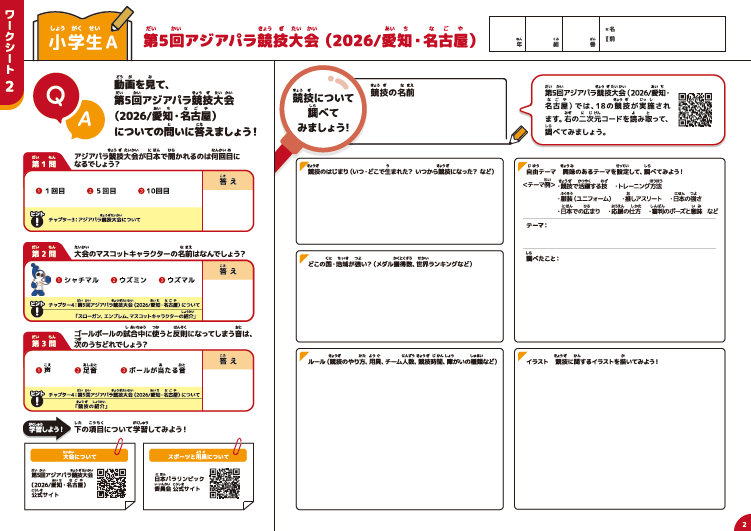 ワークシート 2
小学生A
第5回アジアパラ競技大会（2026/愛知・名古屋）
年
組
番
名前
Q
A
動画を見て、
第5回アジアパラ競技大会
（2026/愛知・名古屋）
についての問いに答えましょう！
第1問
アジアパラ競技大会が日本で開かれるのは何回目に
なるでしょう？
答え
❶ 1回目
❷ 5回目
❸ 10回目
ヒント!
チャプター3：アジアパラ競技大会について
第2問
大会のマスコットキャラクターの名前はなんでしょう？
答え
❶ シャチマル
❷ ウズミン
❸ ウズマル
ヒント!
チャプター4：第5回アジアパラ競技大会（2026/愛知・名古屋）について
「スローガン、エンブレム、マスコットキャラクターの紹介」
第3問
ゴールボールの試合中に使うと反則になってしまう音は、
次のうちどれでしょう？
答え
❶ 声
❷ 足音
❸ ボールが当たる音
ヒント!
チャプター4：第5回アジアパラ競技大会（2026/愛知・名古屋）について
「競技の紹介」
学習しよう！
下の項目について学習してみよう！
大会について
第5回アジアパラ競技大会
（2026/愛知・名古屋）
公式サイト
スポーツと用具について
日本パラリンピック
委員会 公式サイト
競技について
調べて
みましょう！
競技の名前
第5回アジアパラ競技大会（2026/愛知・
名古屋）では、18の競技が実施され
ます。右の二次元コードを読み取って、
調べてみましょう。
競技のはじまり（いつ・どこで生まれた？ いつから競技になった？ など）
どこの国・地域が強い？（メダル獲得数、世界ランキングなど）
ルール（競技のやり方、用具、チーム人数、競技時間、障がいの種類など）
自由テーマ 興味のあるテーマを設定して、調べてみよう！
＜テーマ例＞ ・競技で活躍する技 ・トレーニング方法
・服装（ユニフォーム） ・推しアスリート ・日本の強さ
・日本での広まり ・応援の仕方 ・審判のポーズと意味 など
テーマ：
調べたこと：
イラスト 競技に関するイラストを描いてみよう！
2